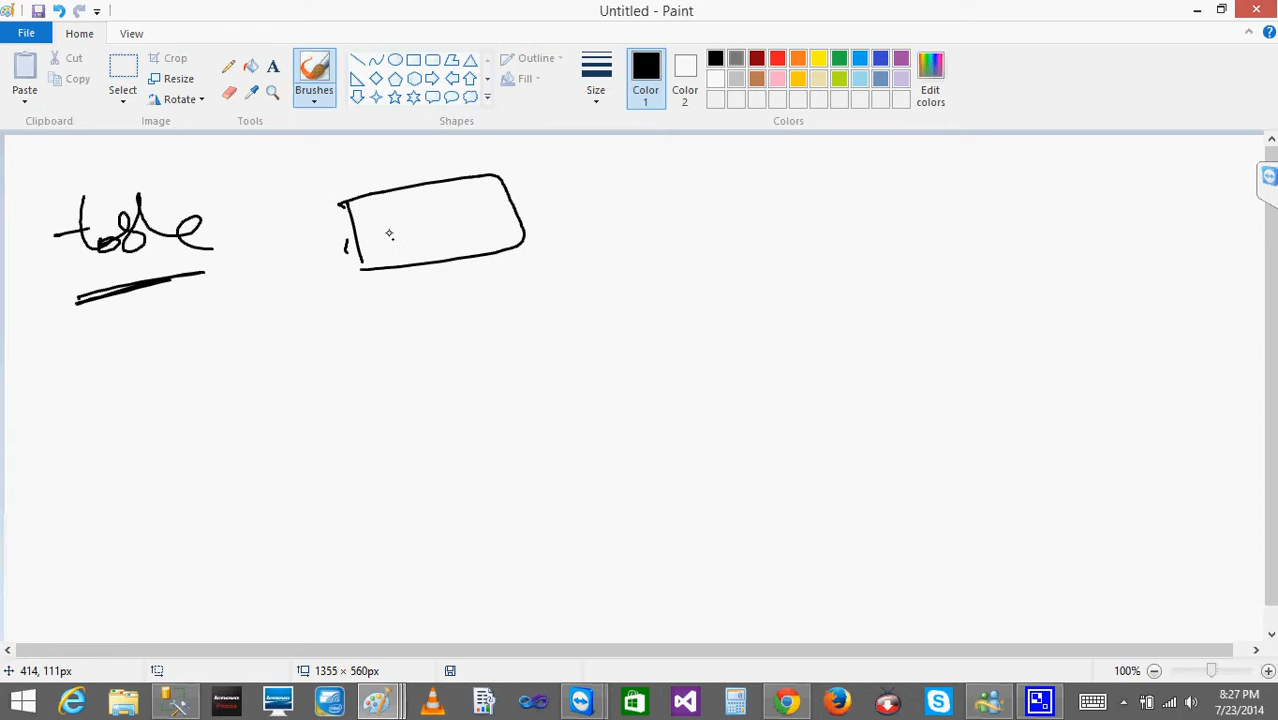 Untitled - Paint
File
Home
View
Paste
Cut
Copy
Clipboard
Select
Crop
Resize
Rotate
Image
Tools
Brushes
Shapes
Outline
Fill
Size
Color 1
Color 2
Edit colors
Colors
table
414, 111px
1355 × 560px
100%
8:27 PM
7/23/2014